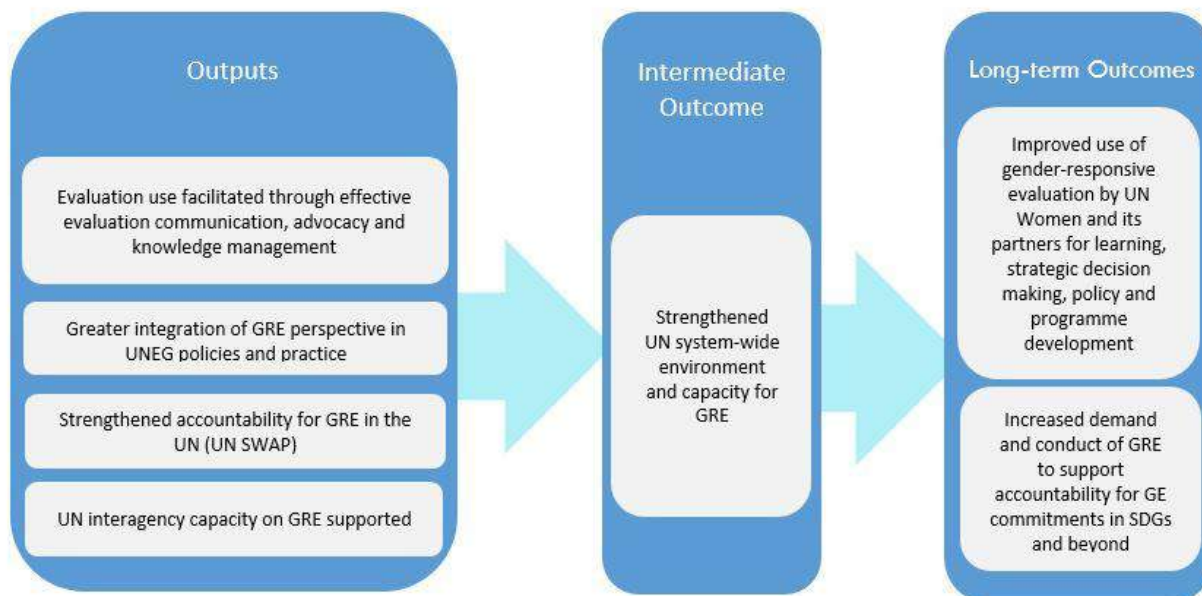 Outputs
Evaluation use facilitated through effective
evaluation communication, advocacy and
knowledge management
Greater integration of GRE perspective in
UNEG policies and practice
Strengthened accountability for GRE in the
UN (UN SWAP)
UN interagency capacity on GRE supported
Intermediate
Outcome
Strengthened
UN system-wide
environment
and capacity for
GRE
Long-term Outcomes
Improved use of
gender-responsive
evaluation by UN
Women and its
partners for learning,
strategic decision
making, policy and
programme
development
Increased demand
and conduct of GRE
to support
accountability for GE
commitments in SDGs
and beyond